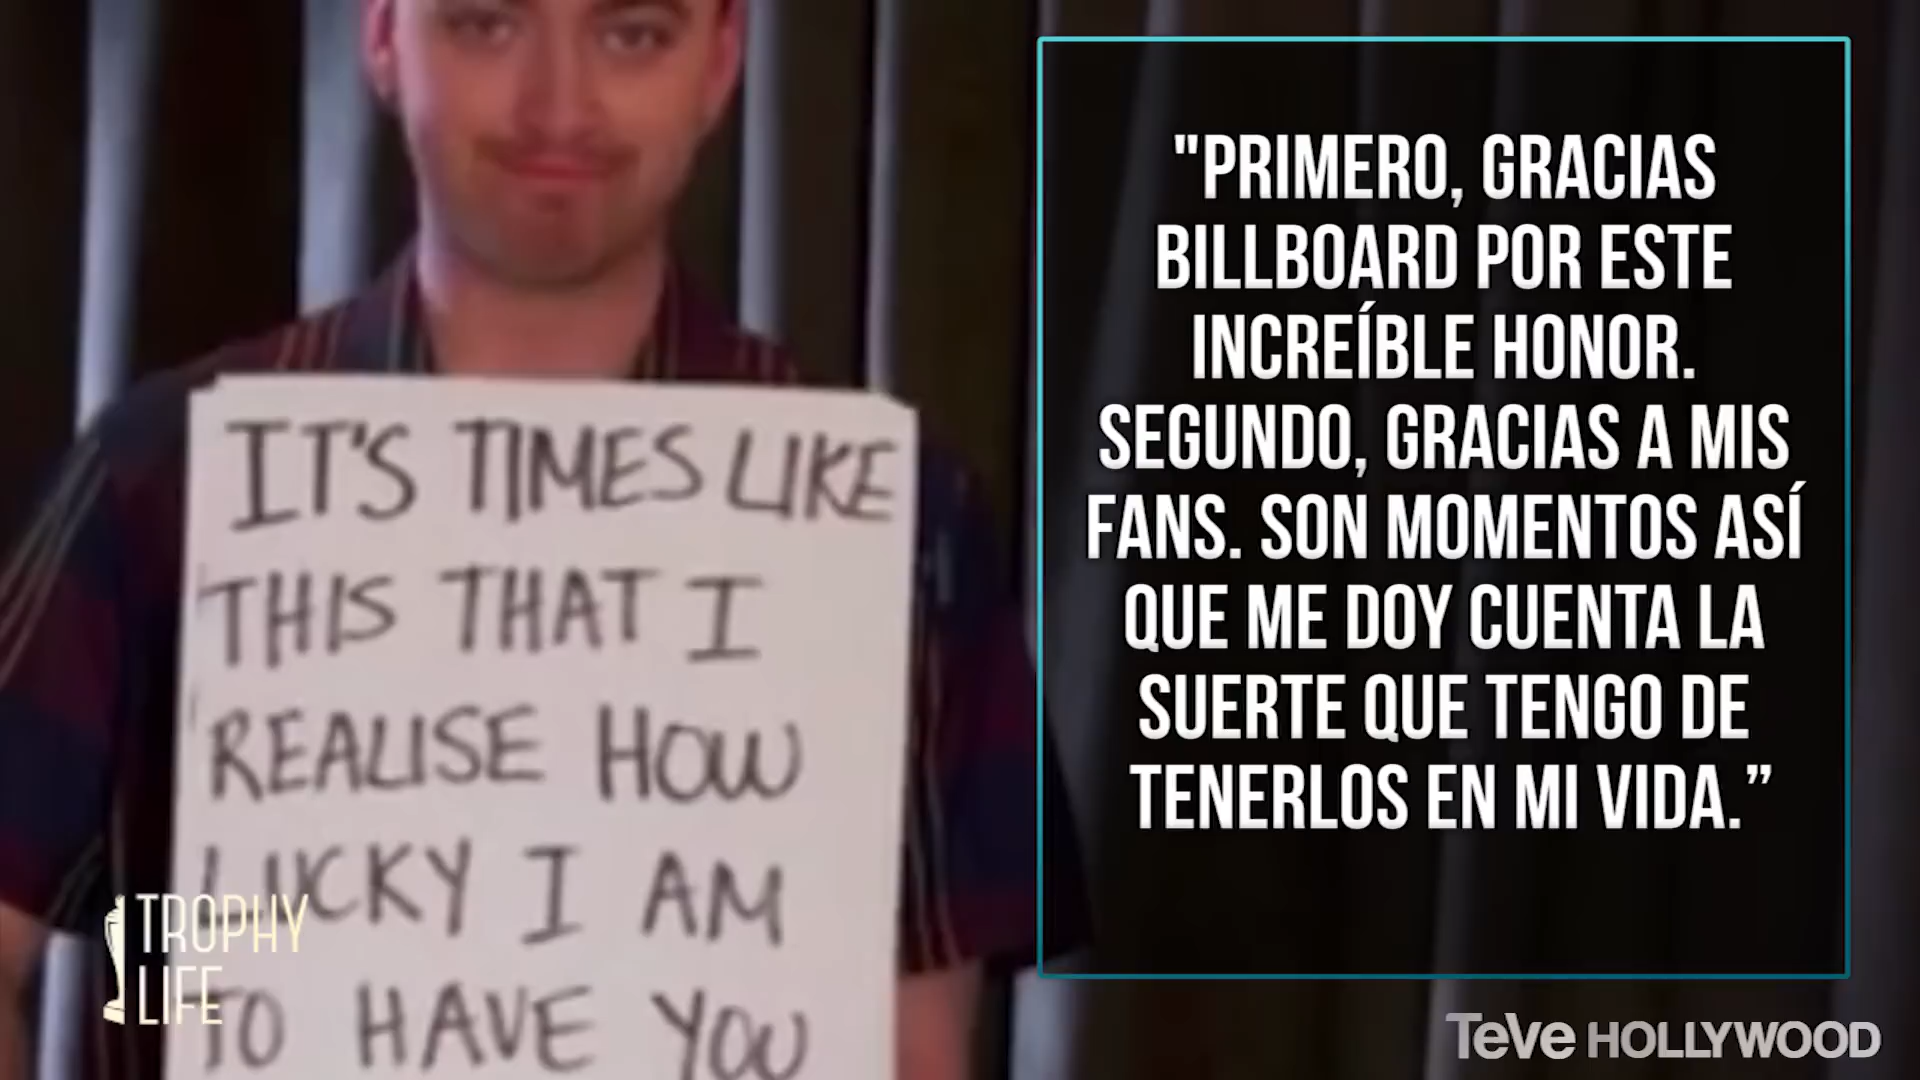 IT'S TIMES LIKE
THIS THAT I
REALISE HOW
LUCKY I AM
TO HAVE YOU
"PRIMERO, GRACIAS
BILLBOARD POR ESTE
INCREÍBLE HONOR.
SEGUNDO, GRACIAS A MIS
FANS. SON MOMENTOS ASÍ
QUE ME DOY CUENTA LA
SUERTE QUE TENGO DE
TENERLOS EN MI VIDA.”
TROPHY
LIFE
TeVe HOLLYWOOD